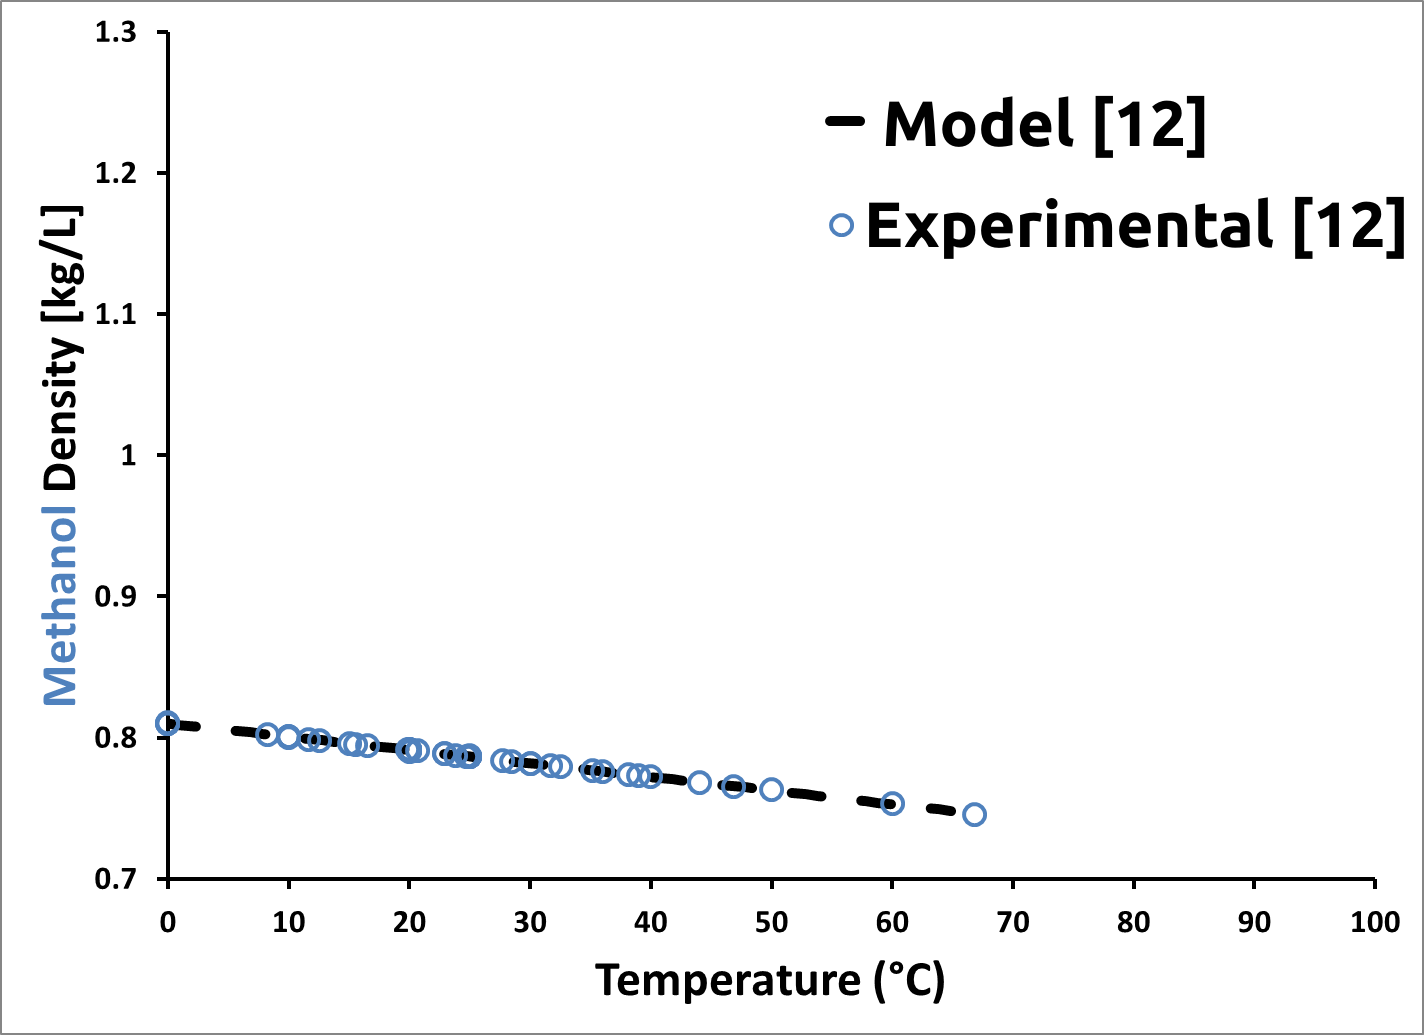 Model [12]
Experimental [12]
Methanol Density [kg/L]
1.3
1.2
1.1
1
0.9
0.8
0.7
0 10 20 30 40 50 60 70 80 90 100
Temperature (°C)